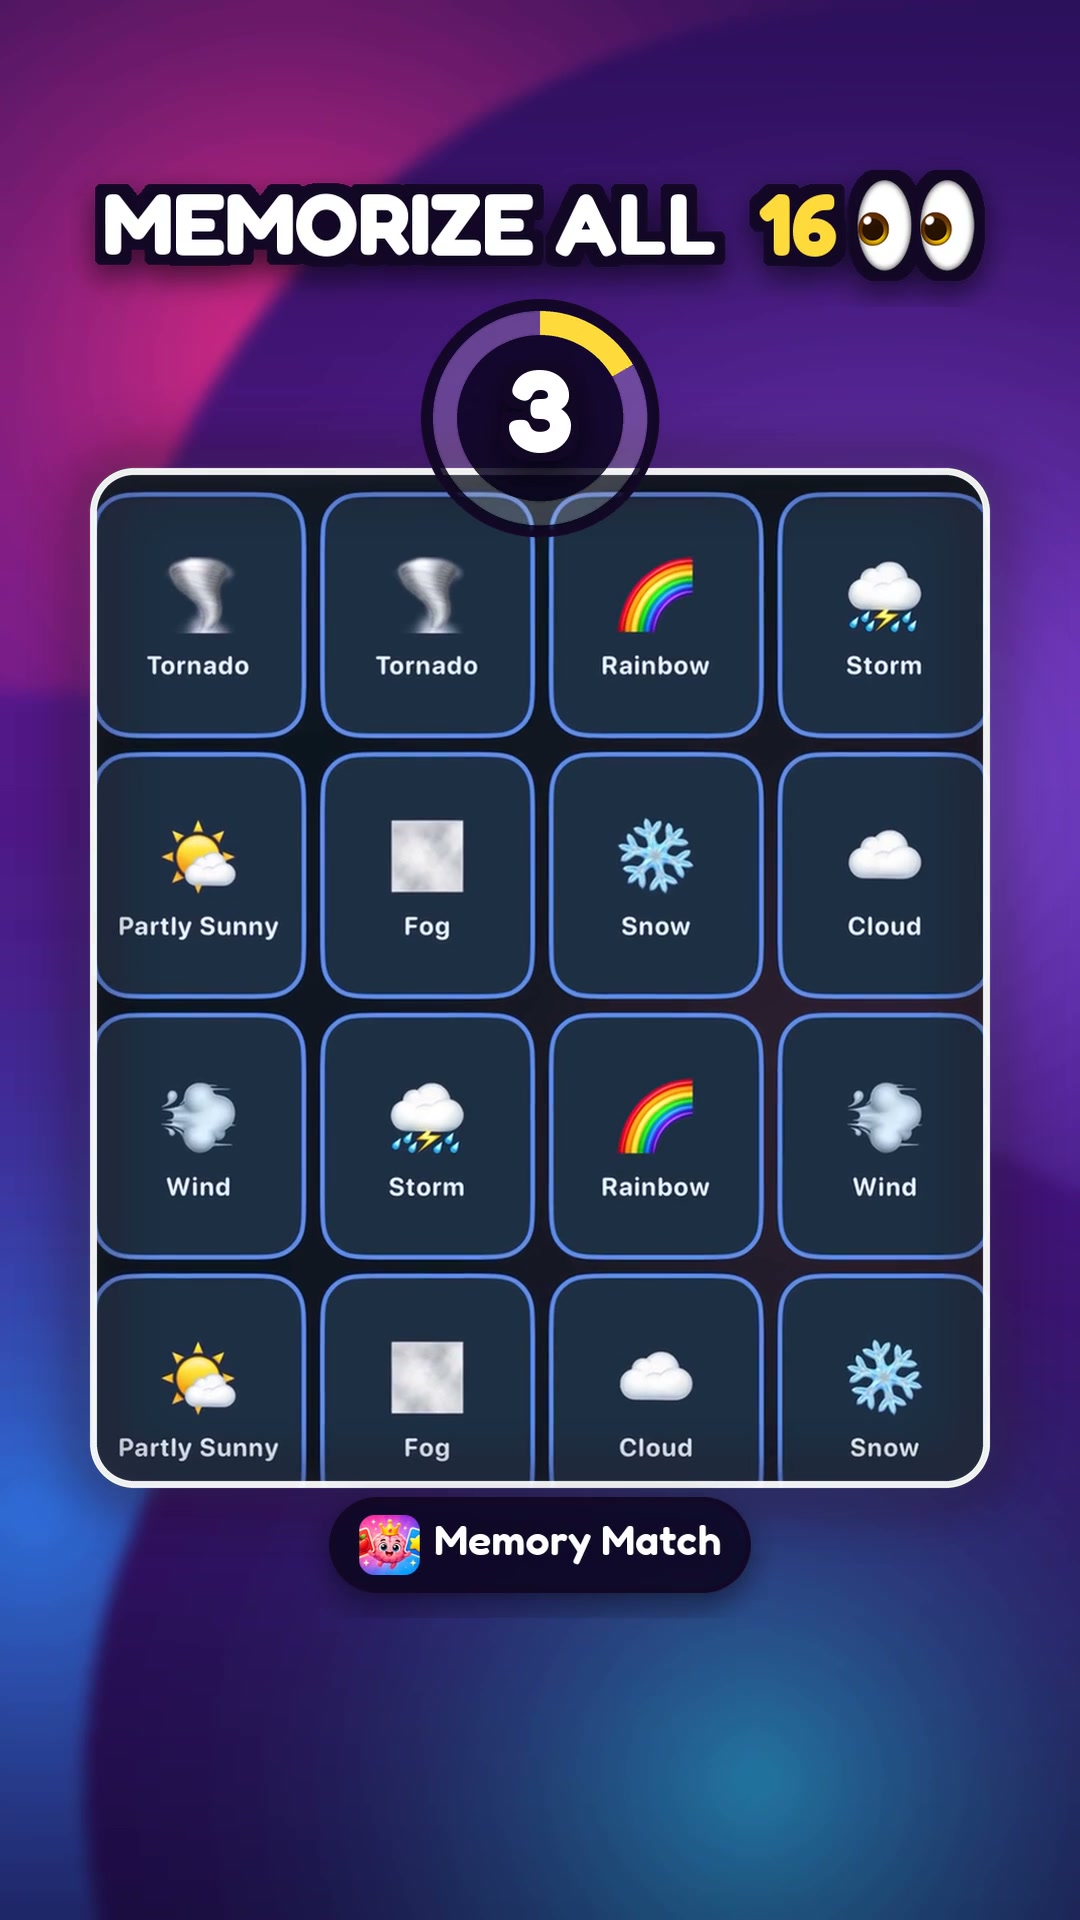 MEMORIZE ALL 16
3
Tornado Tornado Rainbow Storm
Partly Sunny Fog Snow Cloud
Wind Storm Rainbow Wind
Partly Sunny Fog Cloud Snow
Memory Match